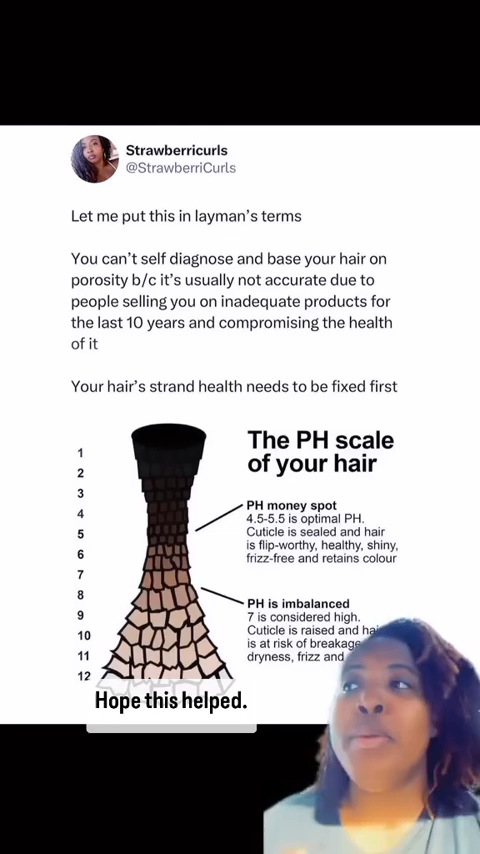 Strawberricurls
@StrawberriCurls
Let me put this in layman's terms
You can't self diagnose and base your hair on
porosity b/c it's usually not accurate due to
people selling you on inadequate products for
the last 10 years and compromising the health
of it
Your hair's strand health needs to be fixed first
The PH scale
of your hair
1
2
3
4
5
6
7
8
9
10
11
12
PH money spot
4.5-5.5 is optimal PH.
Cuticle is sealed and hair
is flip-worthy, healthy, shiny,
frizz-free and retains colour
PH is imbalanced
7 is considered high.
Cuticle is raised and
is at risk of breakage
dryness, frizz and
Hope this helped.